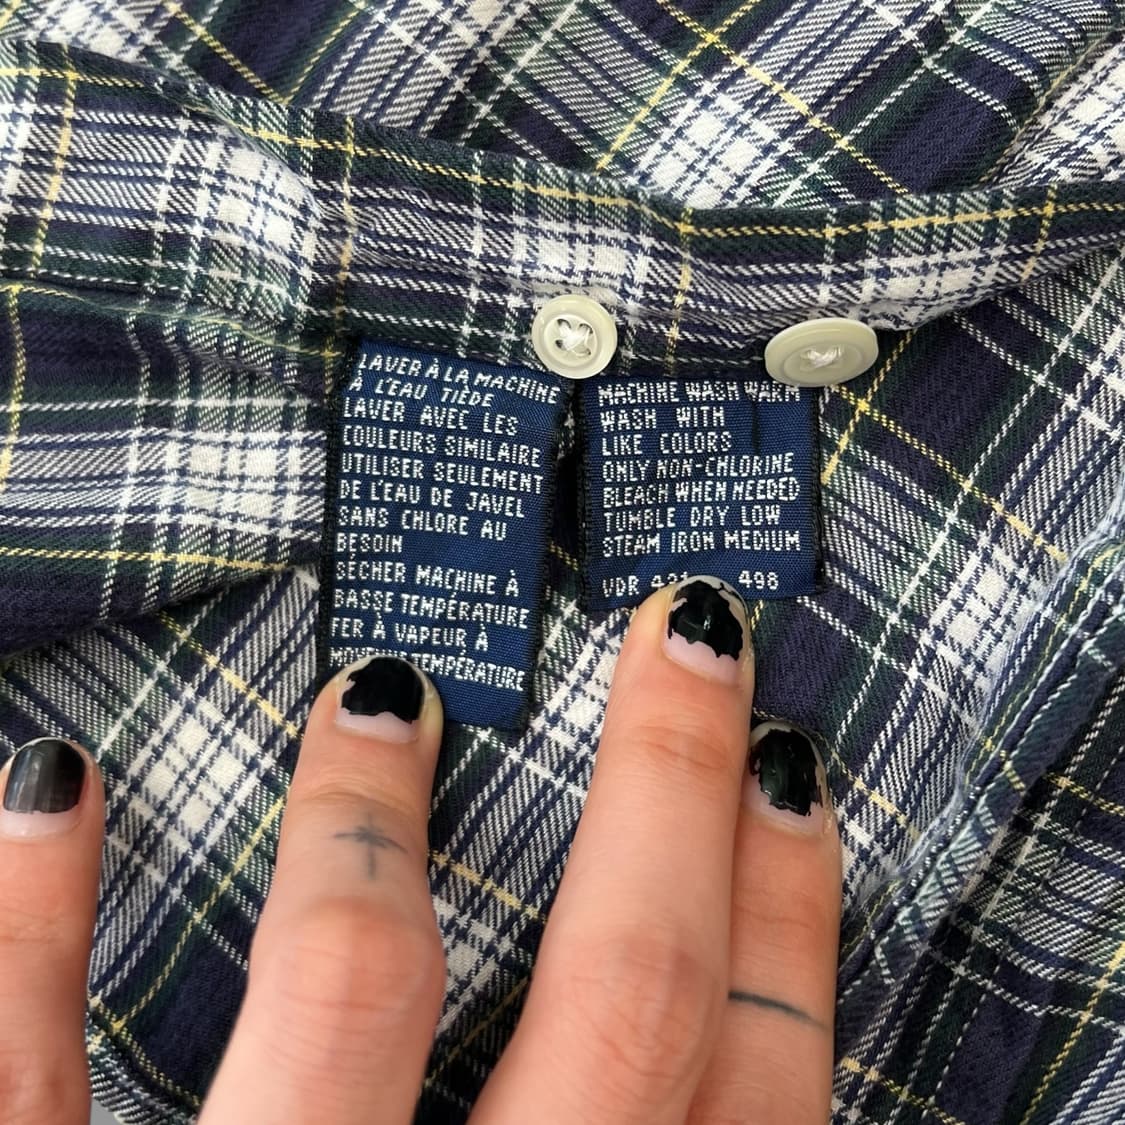 LAVER À LA MACHINE
À L'EAU TIÈDE
LAVER AVEC LES
COULEURS SIMILAIRE
UTILISER SEULEMENT
DE L'EAU DE JAVEL
SANS CHLORE AU
BESOIN
SÉCHER MACHINE À
BASSE TEMPÉRATURE
FER À VAPEUR À
TEMPÉRATURE
MACHINE WASH WARM
WASH WITH
LIKE COLORS
ONLY NON-CHLORINE
BLEACH WHEN NEEDED
TUMBLE DRY LOW
STEAM IRON MEDIUM
VDR 498